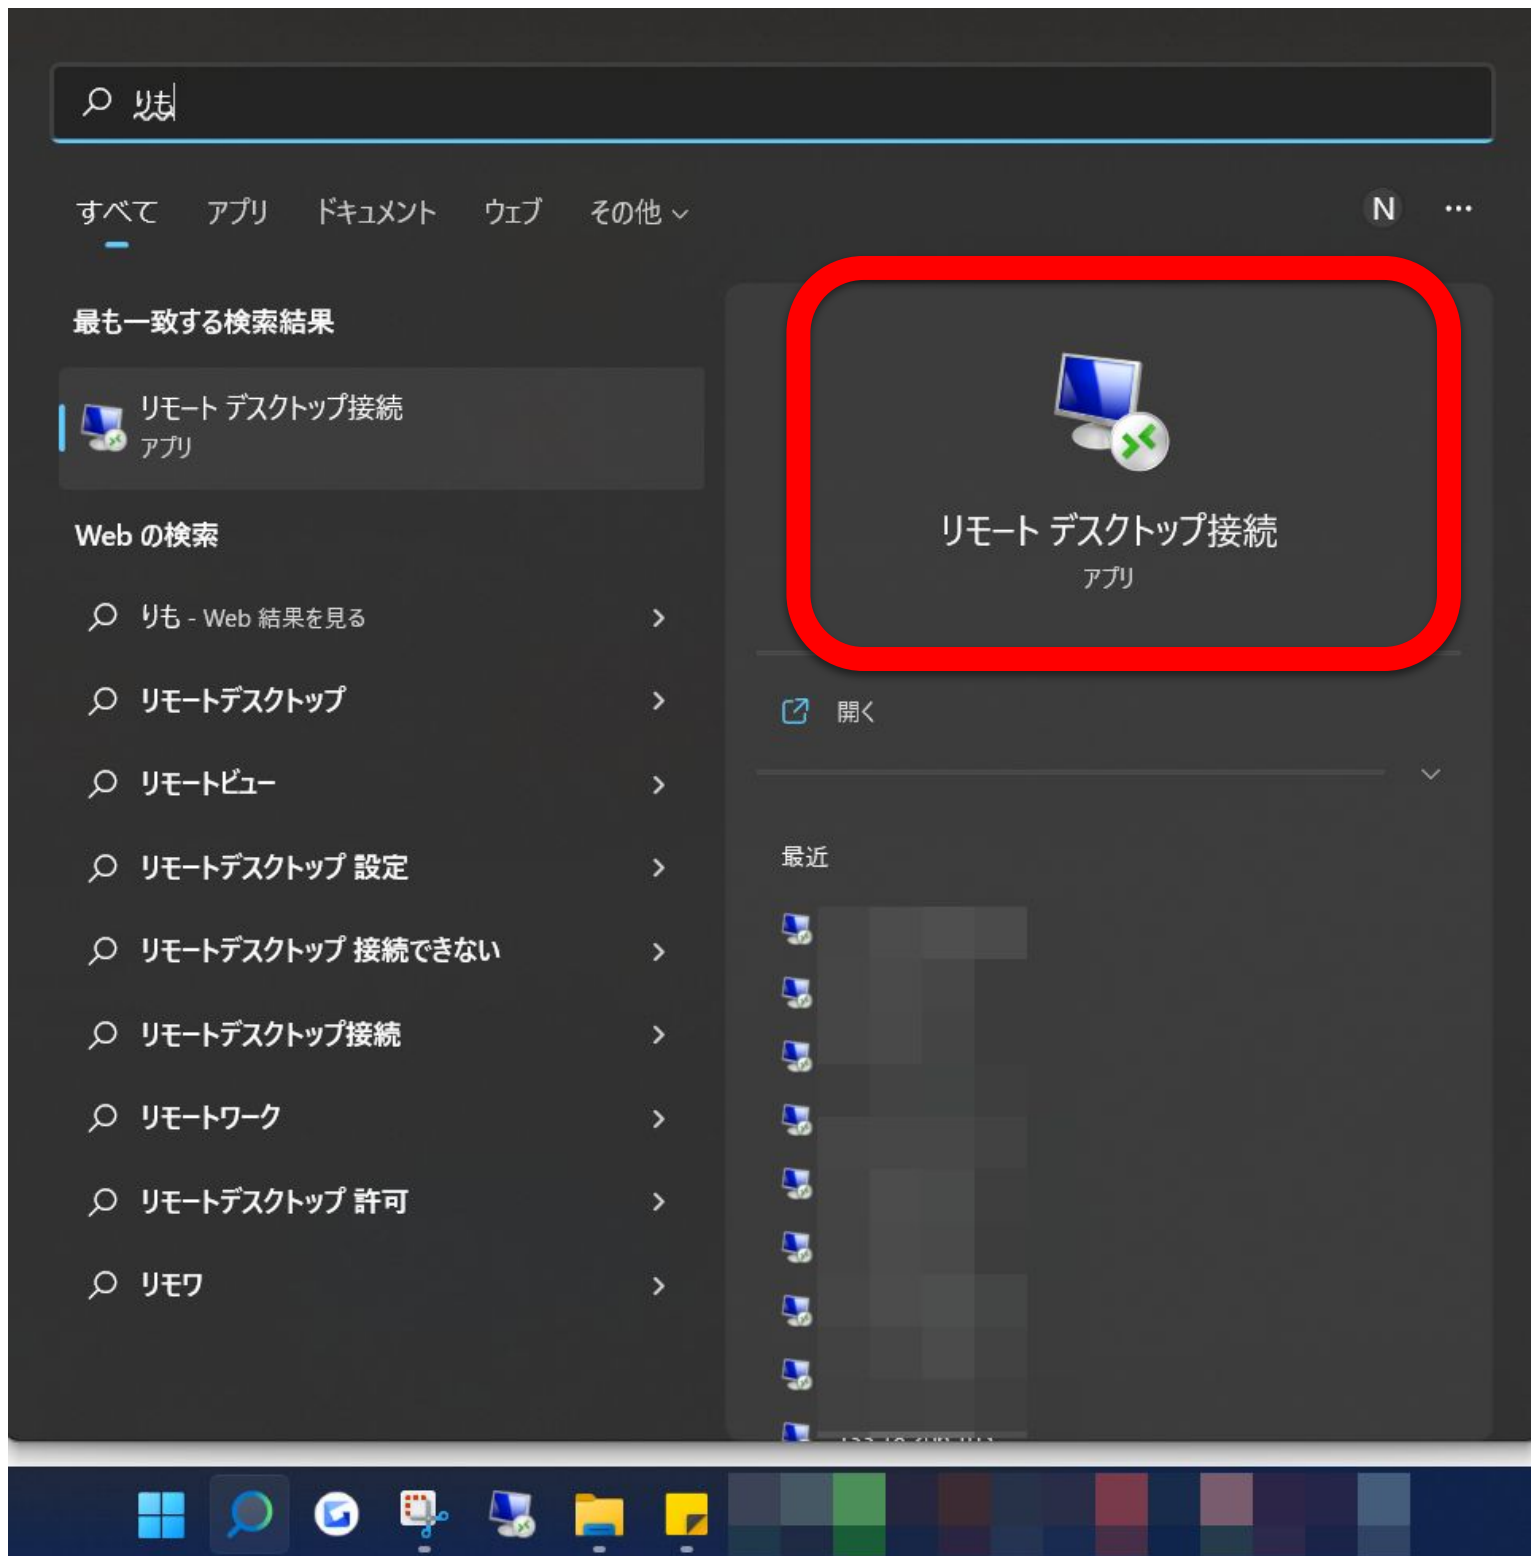 りも
すべて アプリ ドキュメント ウェブ その他
N
最も一致する検索結果
リモート デスクトップ接続
アプリ
Web の検索
りも - Web 結果を見る
リモートデスクトップ
リモートビュー
リモートデスクトップ 設定
リモートデスクトップ 接続できない
リモートデスクトップ接続
リモートワーク
リモートデスクトップ 許可
リモワ
リモート デスクトップ接続
アプリ
開く
最近